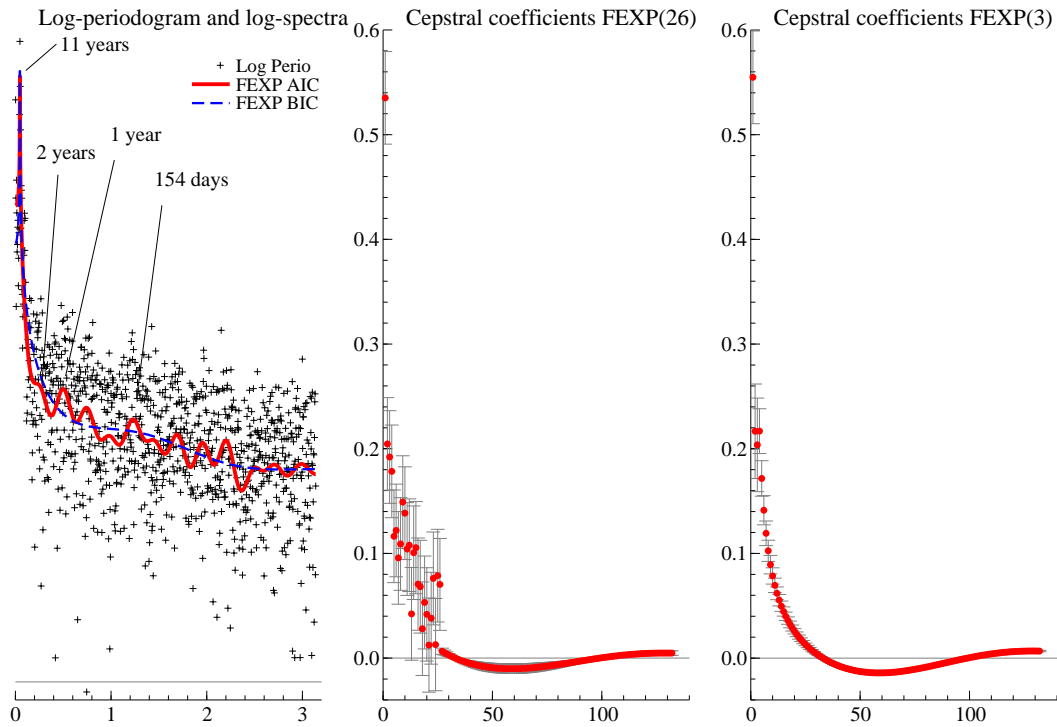 Log-periodogram and log-spectra
11 years
+ Log Perio
FEXP AIC
FEXP BIC
1 year
2 years
154 days
0 1 2 3
Cepstral coefficients FEXP(26)
0.6
0.5
0.4
0.3
0.2
0.1
0.0
0 50 100
Cepstral coefficients FEXP(3)
0.6
0.5
0.4
0.3
0.2
0.1
0.0
0 50 100